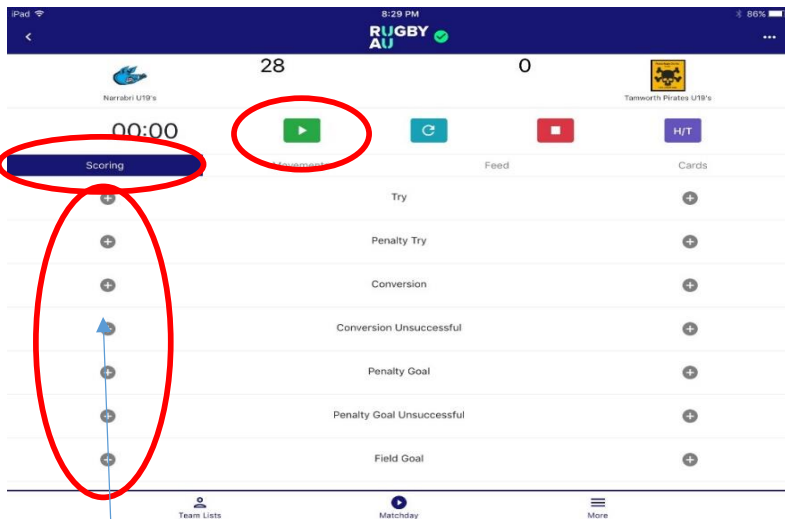 iPad 8:29 PM 86%
RUGBY
AU
28 0
Narrabri U19's Tamworth Pirates U19's
00:00 H/T
Scoring Movements Feed Cards
Try
Penalty Try
Conversion
Conversion Unsuccessful
Penalty Goal
Penalty Goal Unsuccessful
Field Goal
Team Lists Matchday More